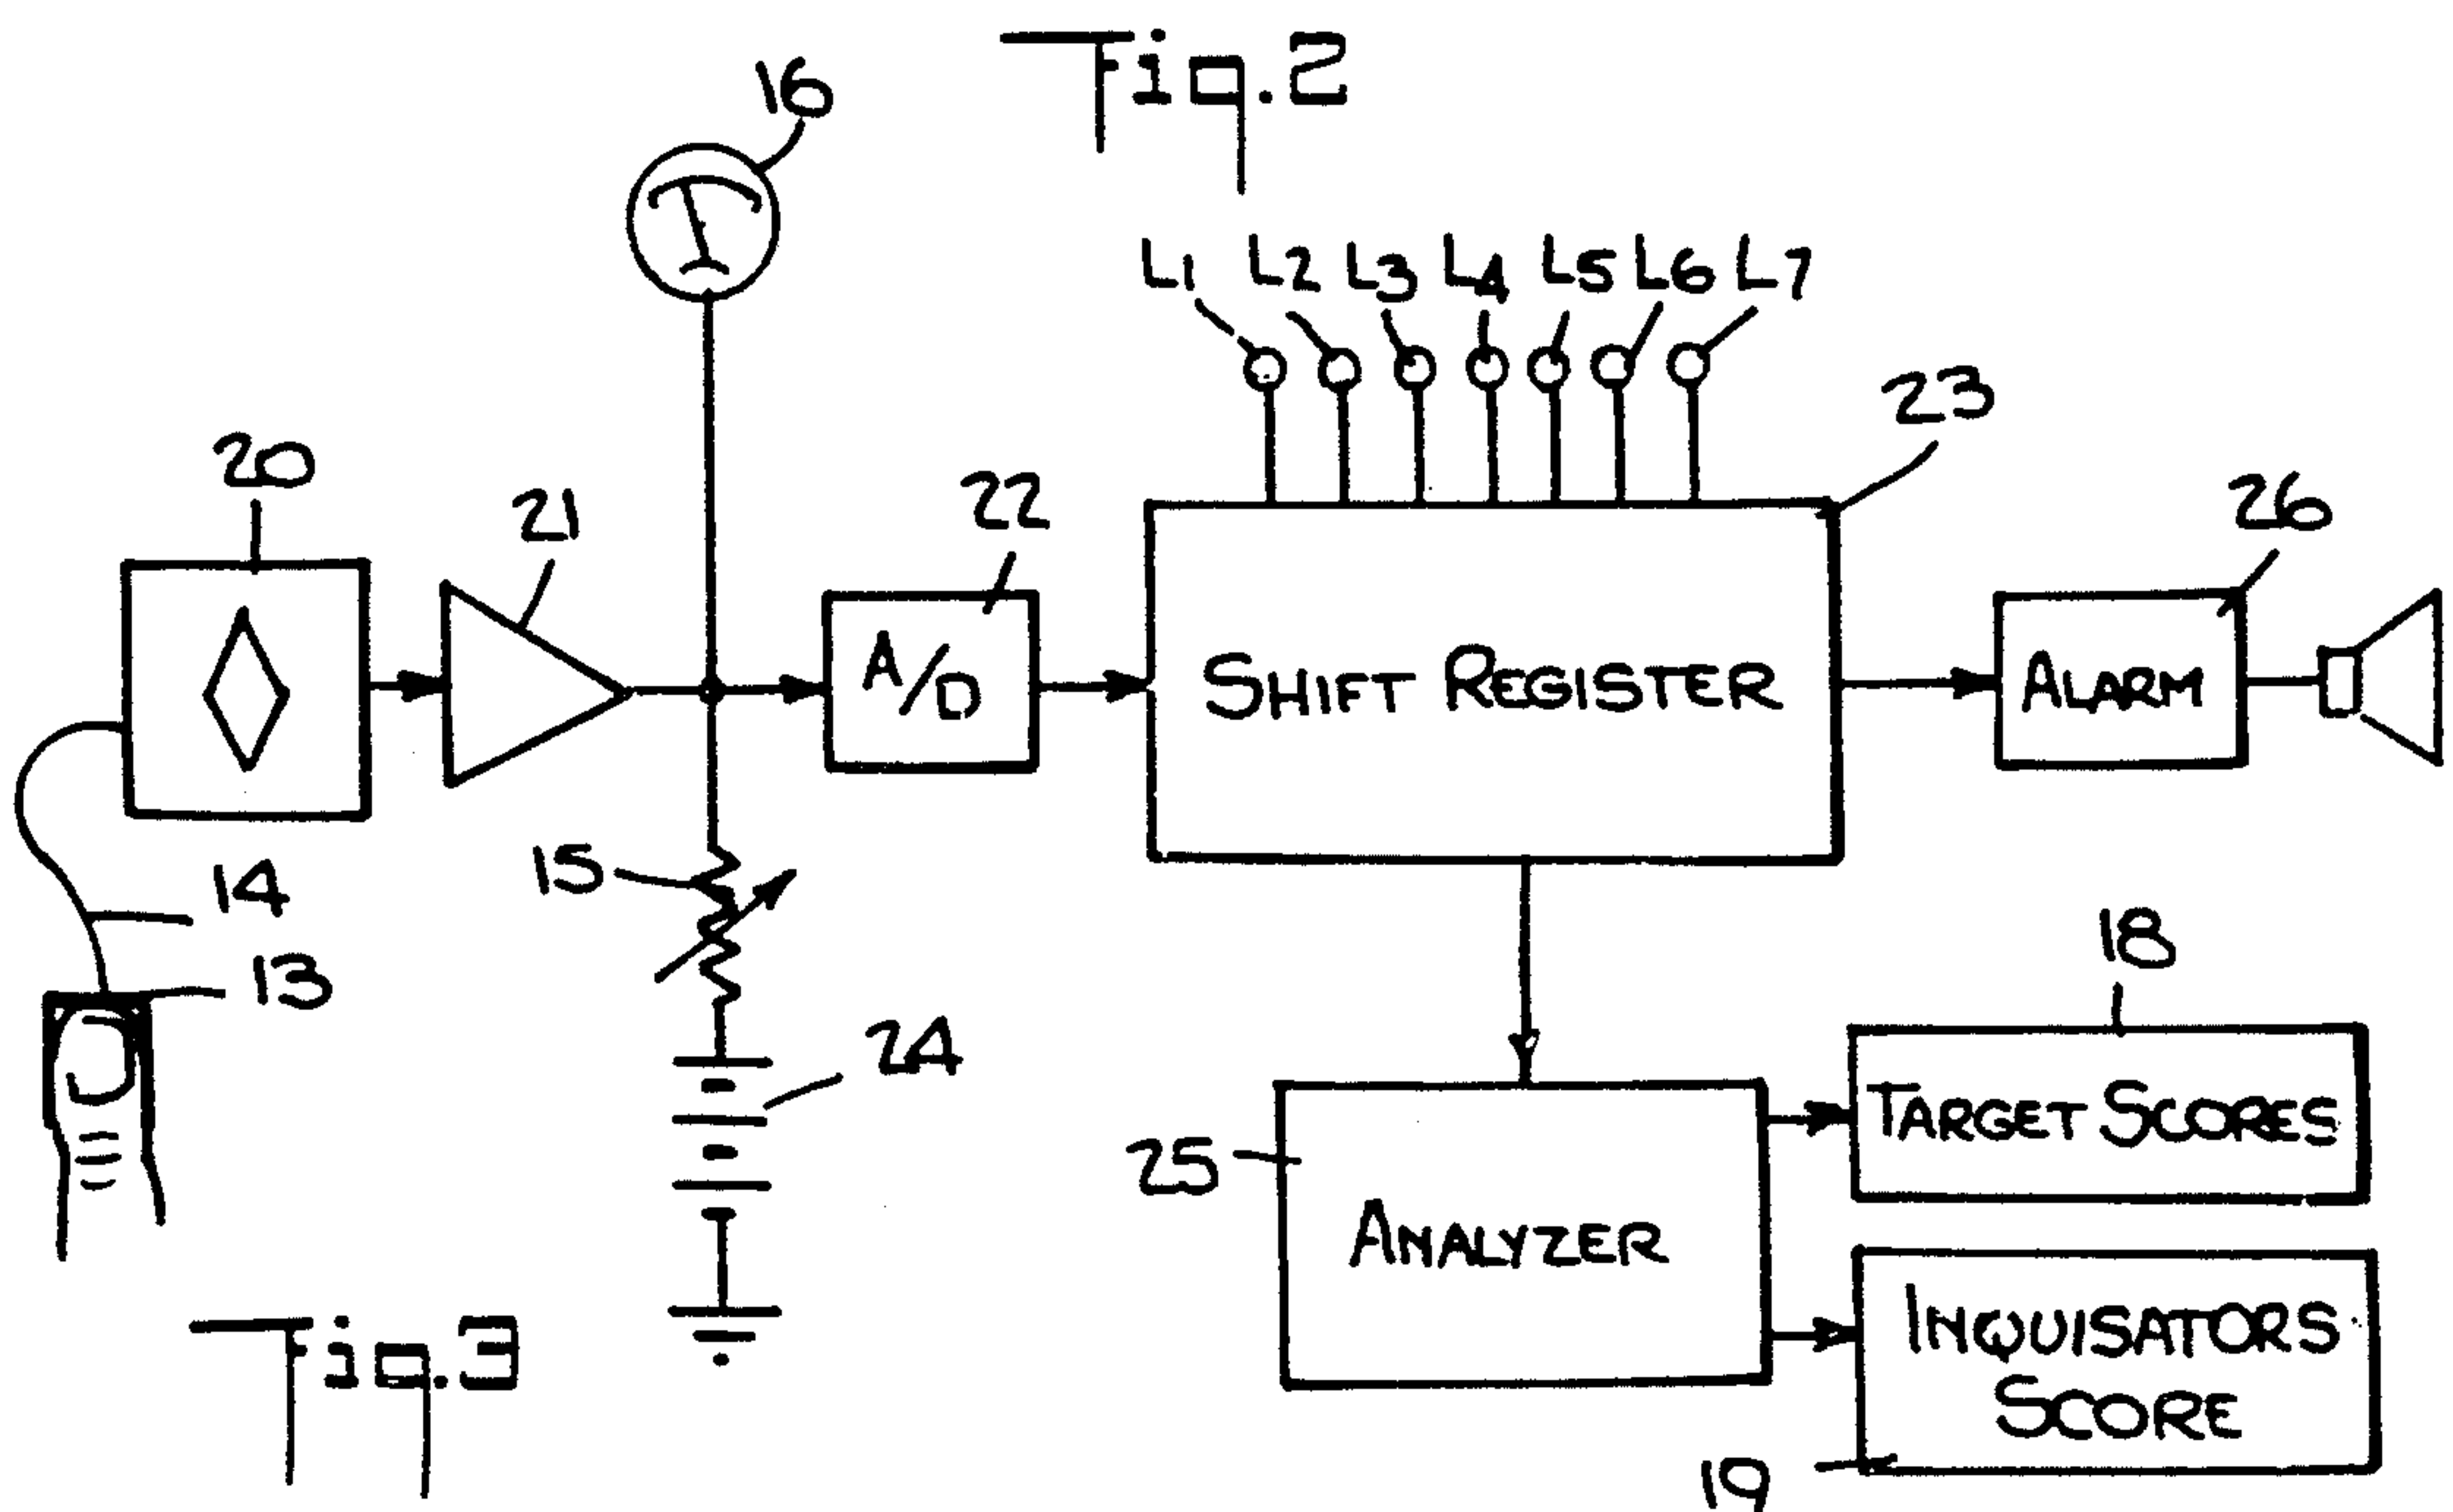 Fig.2
16
L1 L2 L3 L4 L5 L6 L7
23
20
21
22
26
A/D
SHIFT REGISTER
ALARM
15
14
13
18
24
TARGET SCORES
25
ANALYZER
INQUISATORS
SCORE
Fig.3
19